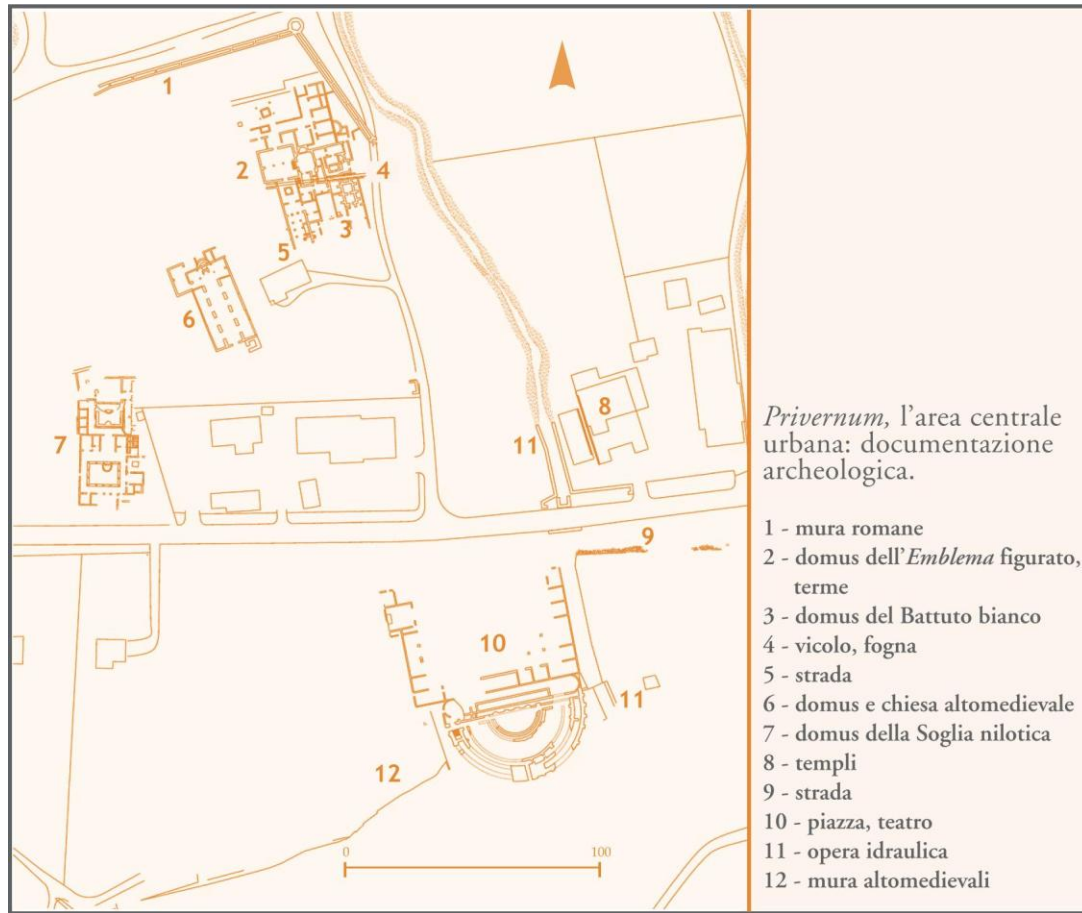 1
2
4
3
5
6
7
8
11
9
10
11
12
0 100
Privernum, l'area centrale
urbana: documentazione
archeologica.
1 - mura romane
2 - domus dell'Emblema figurato,
terme
3 - domus del Battuto bianco
4 - vicolo, fogna
5 - strada
6 - domus e chiesa altomedievale
7 - domus della Soglia nilotica
8 - templi
9 - strada
10 - piazza, teatro
11 - opera idraulica
12 - mura altomedievali